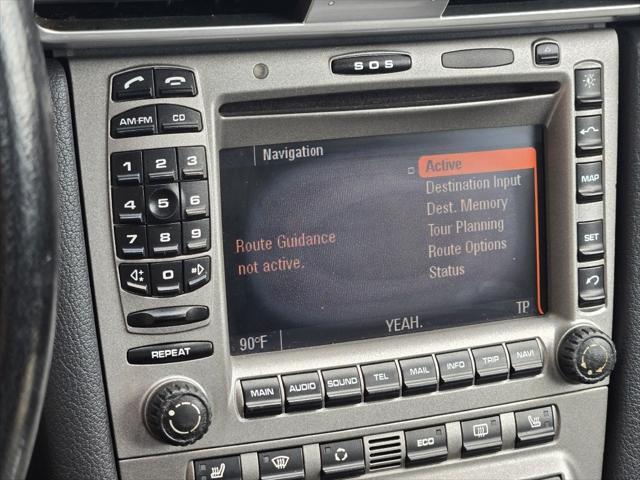 SOS
AM·FM CD
1 2 3
4 5 6
7 8 9
* 0 #
REPEAT
Navigation
Active
Destination Input
Dest. Memory
Tour Planning
Route Options
Status
Route Guidance
not active.
90°F
YEAH.
TP
MAP
SET
MAIN AUDIO SOUND TEL MAIL INFO TRIP NAVI
ECO